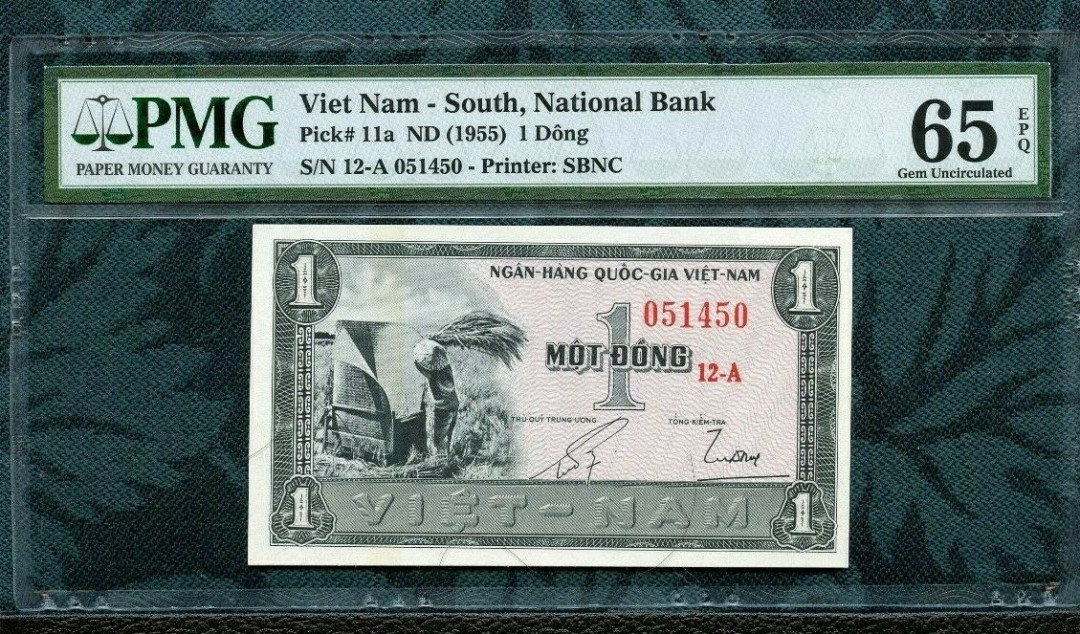 PMG
PAPER MONEY GUARANTY
Viet Nam - South, National Bank
Pick# 11a ND (1955) 1 Dông
S/N 12-A 051450 - Printer: SBNC
65
EPQ
Gem Uncirculated
1
1
NGÂN-HÀNG QUỐC-GIA VIỆT-NAM
051450
1
MỘT ĐỒNG
12-A
THỦ-QUỸ TRUNG-ƯƠNG
TỔNG-KIỂM-TRA
1
VIỆT-NAM
1